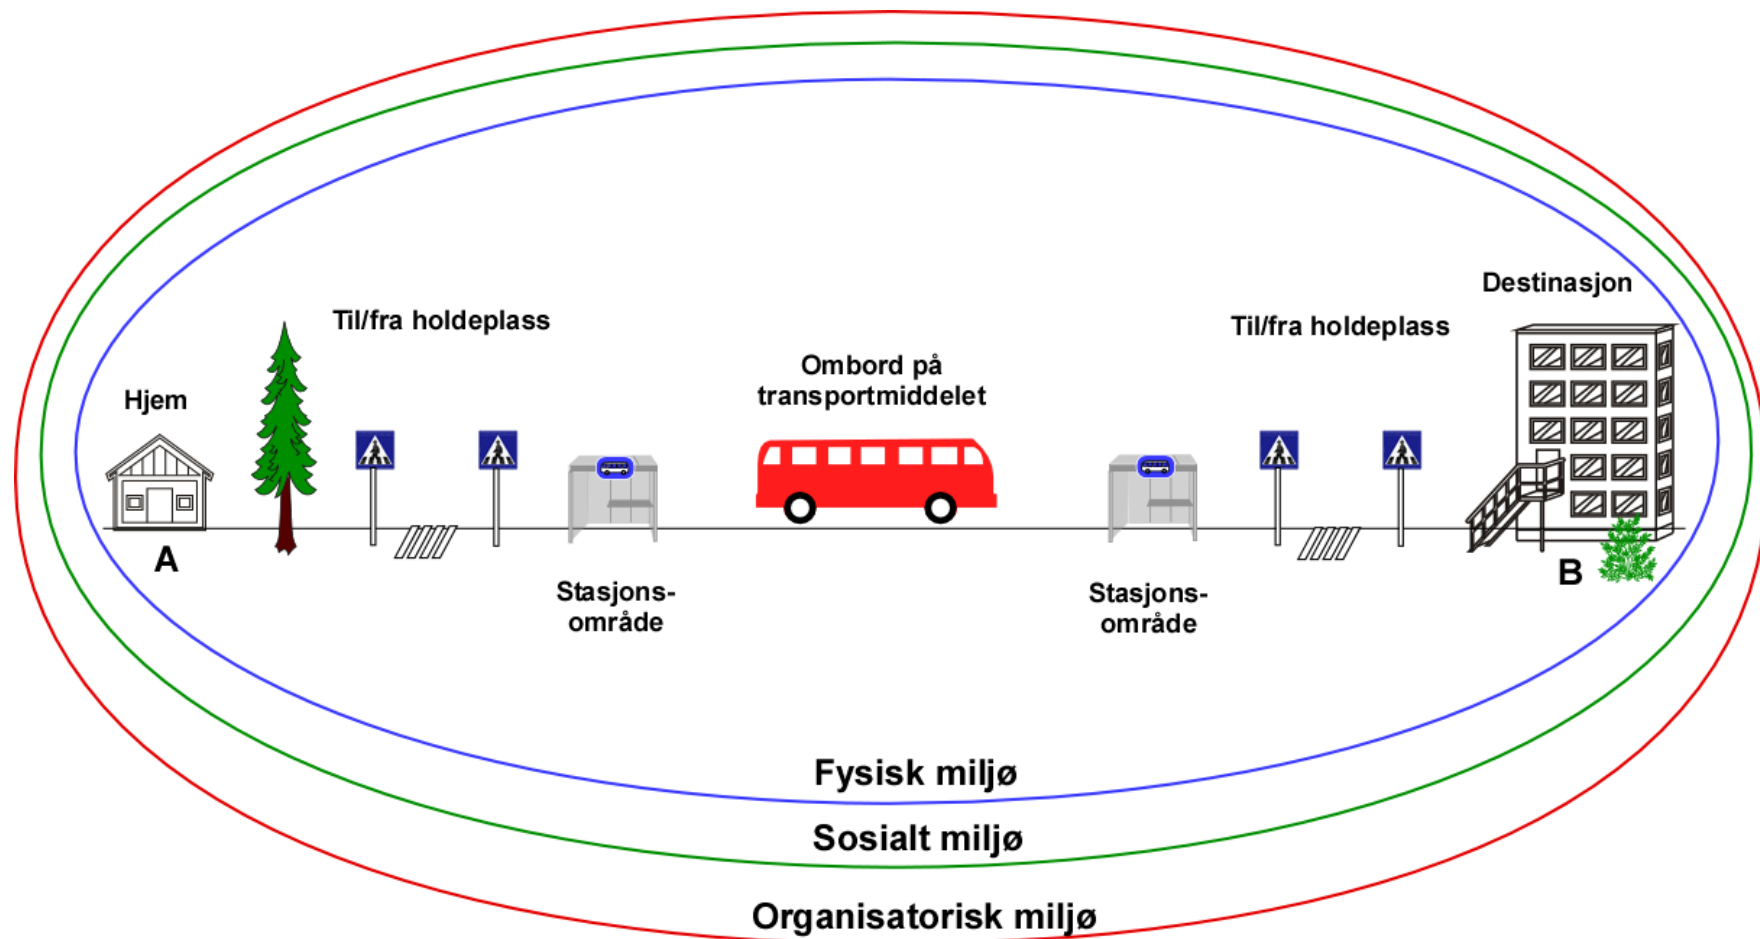 Destinasjon
Til/fra holdeplass
Til/fra holdeplass
Ombord på
transportmiddelet
Hjem
A
B
Stasjons-
område
Stasjons-
område
Fysisk miljø
Sosialt miljø
Organisatorisk miljø